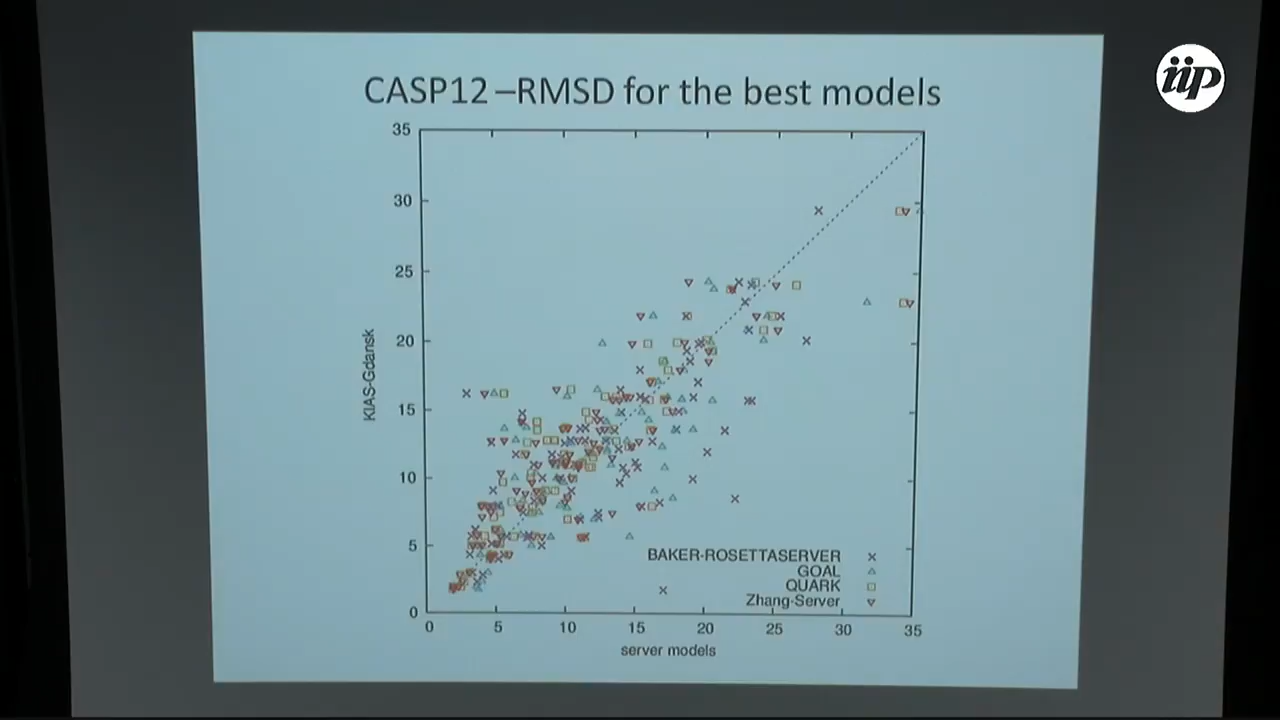 iip
CASP12 –RMSD for the best models
35
30
25
20
15
10
5
0
KIAS-Gdansk
BAKER-ROSETTASERVER
GOAL
QUARK
Zhang-Server
0 5 10 15 20 25 30 35
server models